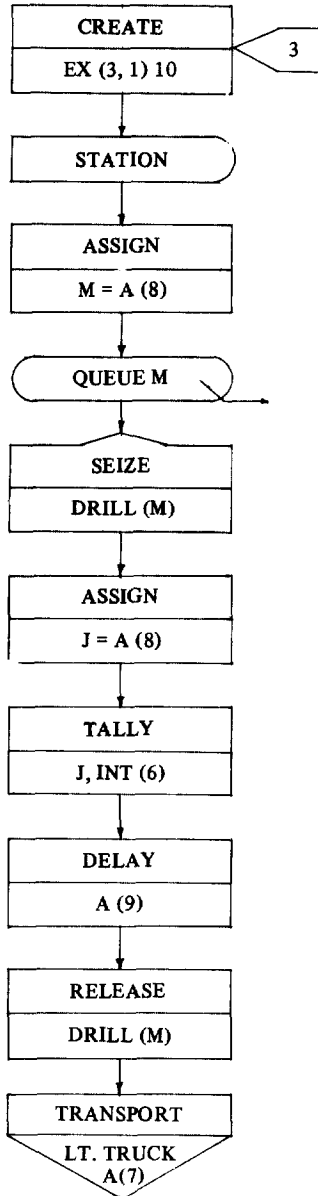 CREATE
EX (3, 1) 10
3
STATION
ASSIGN
M = A (8)
QUEUE M
SEIZE
DRILL (M)
ASSIGN
J = A (8)
TALLY
J, INT (6)
DELAY
A (9)
RELEASE
DRILL (M)
TRANSPORT
LT. TRUCK
A(7)